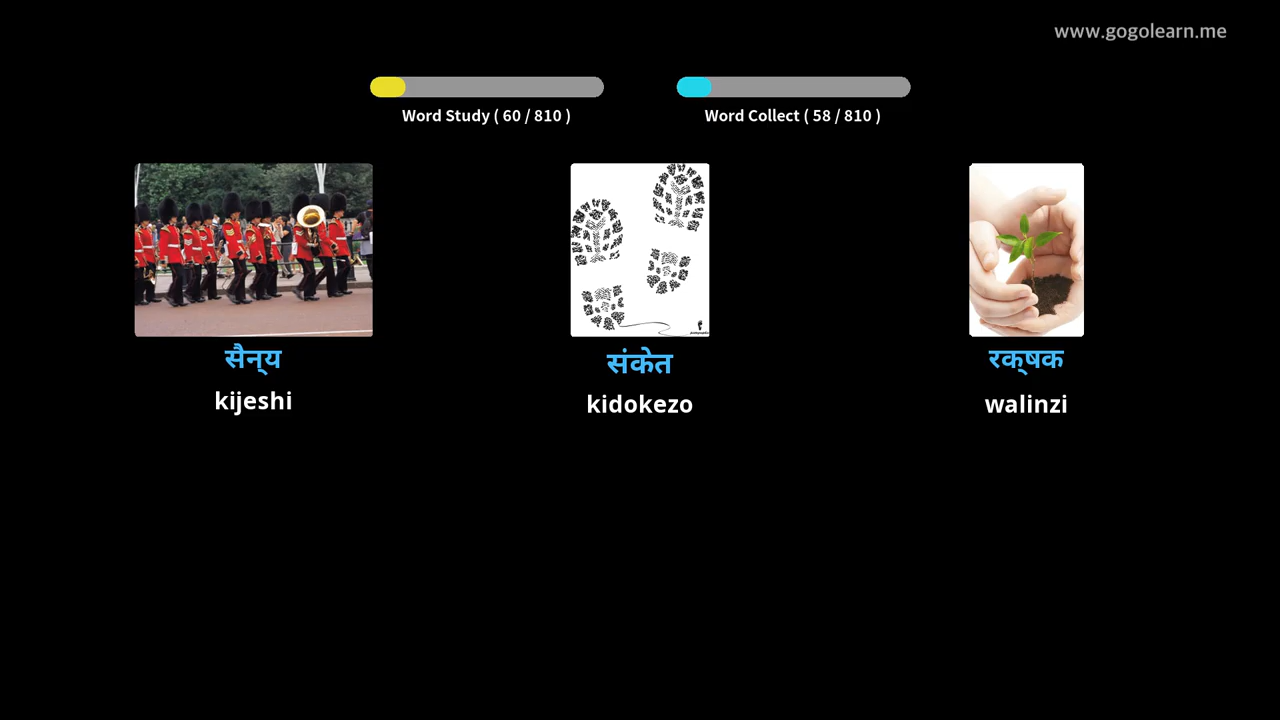 www.gogolearn.me
Word Study ( 60 / 810 )
Word Collect ( 58 / 810 )
सैन्‍य
संकेत
रक्‍षक
kijeshi
kidokezo
walinzi